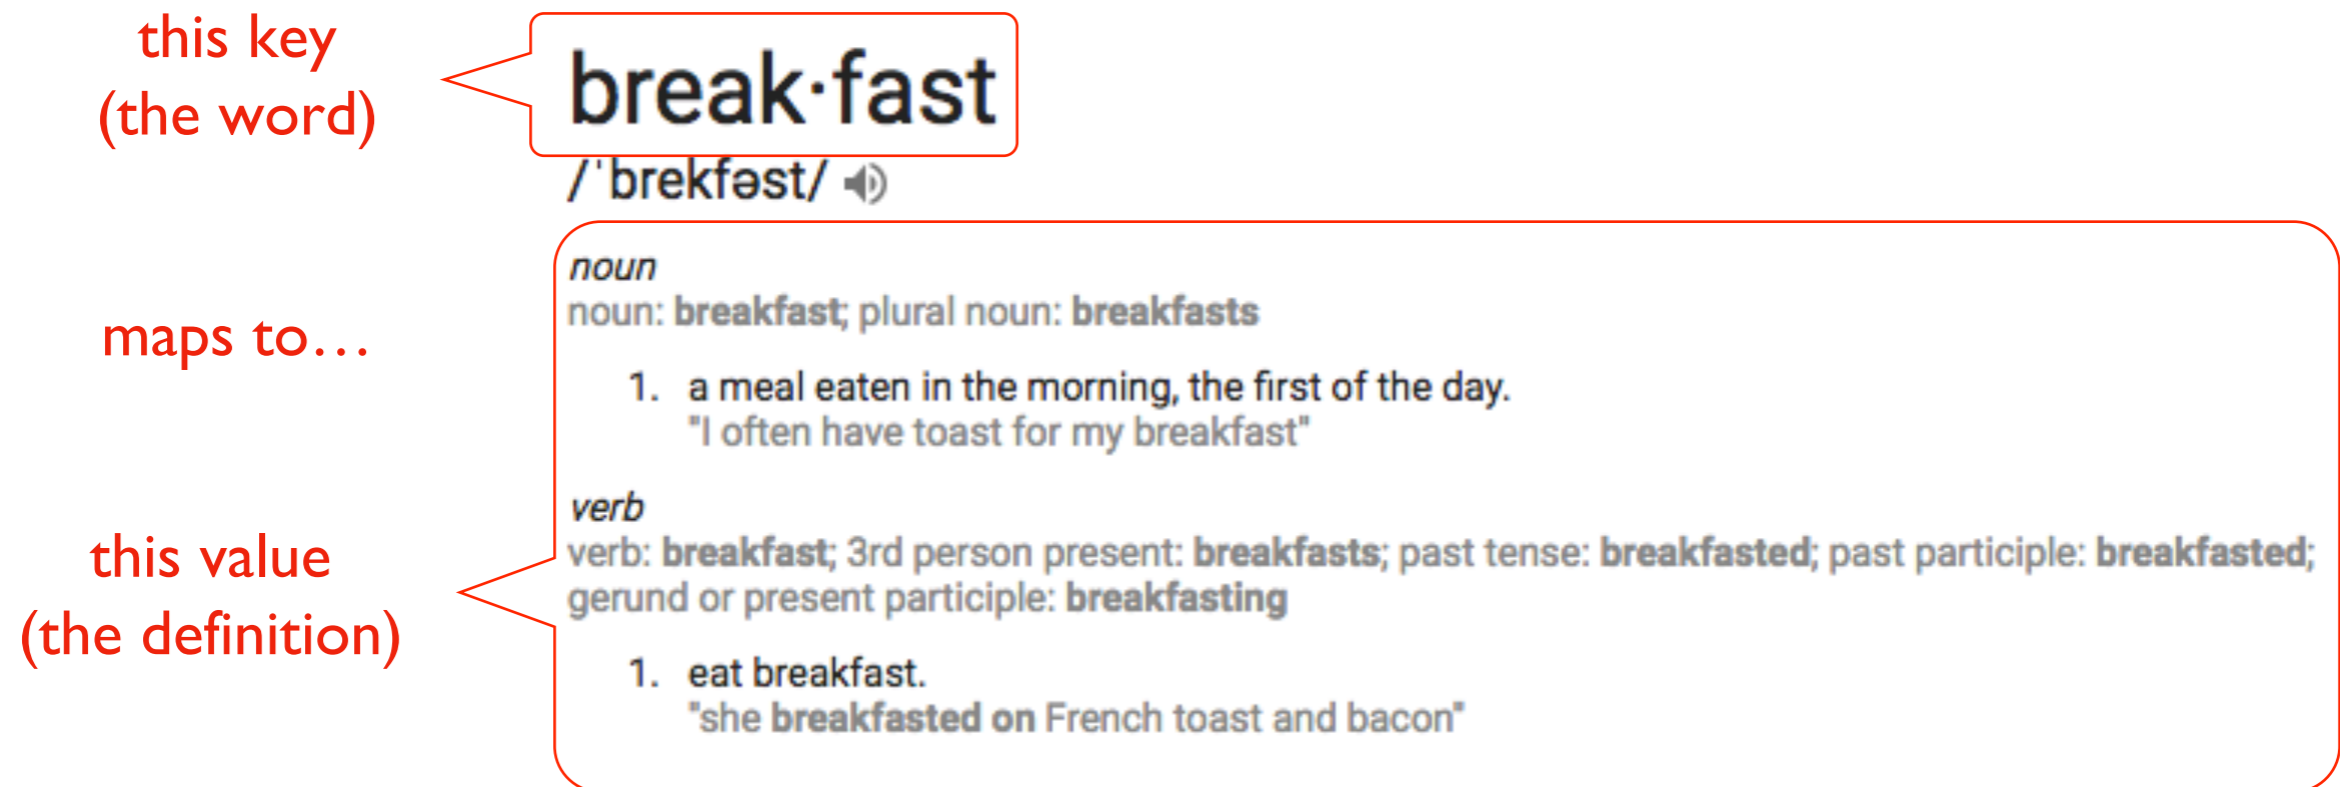 this key
(the word)
break·fast
/ˈbrekfəst/
noun
noun: breakfast; plural noun: breakfasts
maps to…
1. a meal eaten in the morning, the first of the day.
"I often have toast for my breakfast"
verb
verb: breakfast; 3rd person present: breakfasts; past tense: breakfasted; past participle: breakfasted;
gerund or present participle: breakfasting
this value
(the definition)
1. eat breakfast.
"she breakfasted on French toast and bacon"